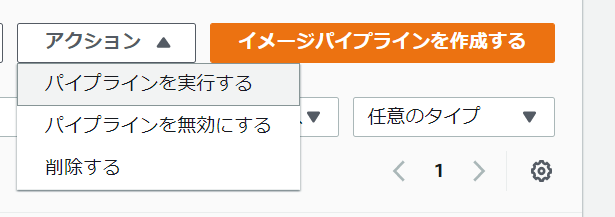 アクション
イメージパイプラインを作成する
パイプラインを実行する
パイプラインを無効にする
任意のタイプ
削除する
1